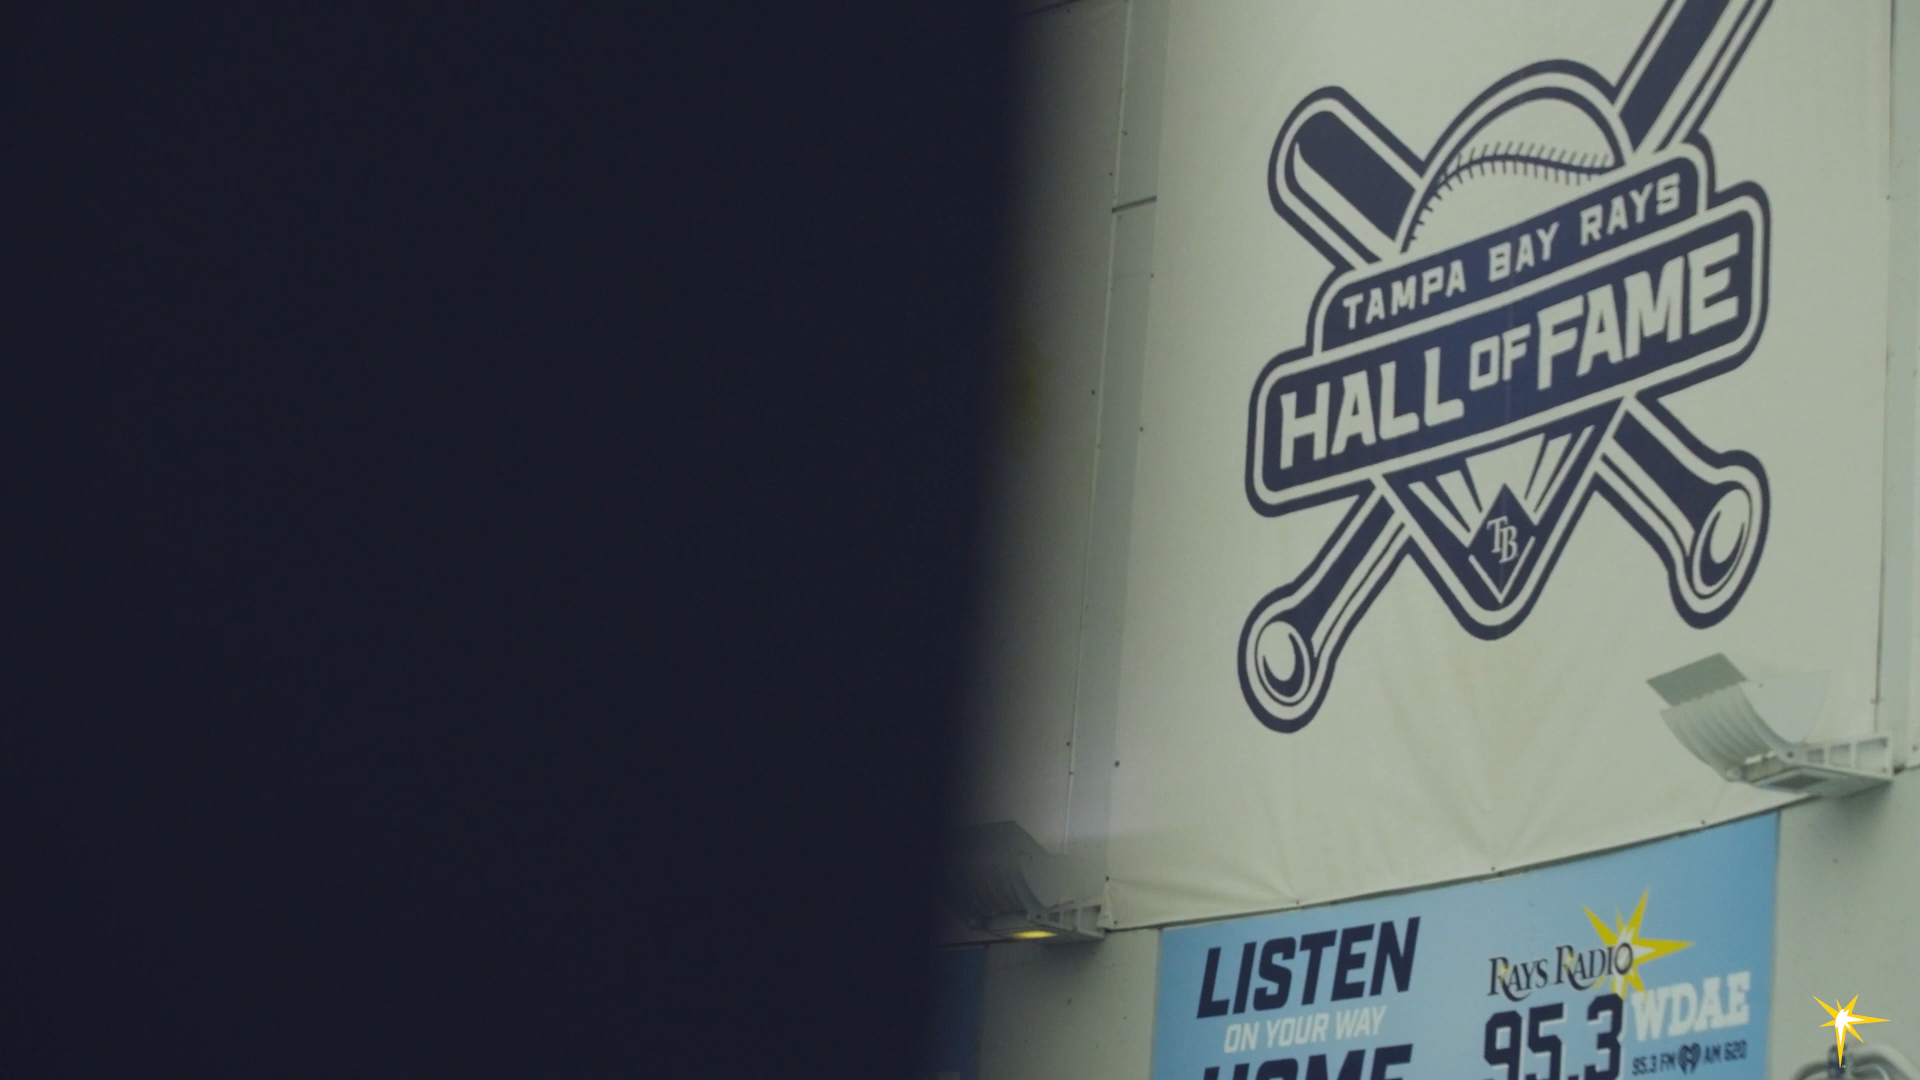 TAMPA BAY RAYS
HALL OF FAME
TB
LISTEN
ON YOUR WAY
HOME
RAYS RADIO
95.3 WDAE
95.3 FM AM 620